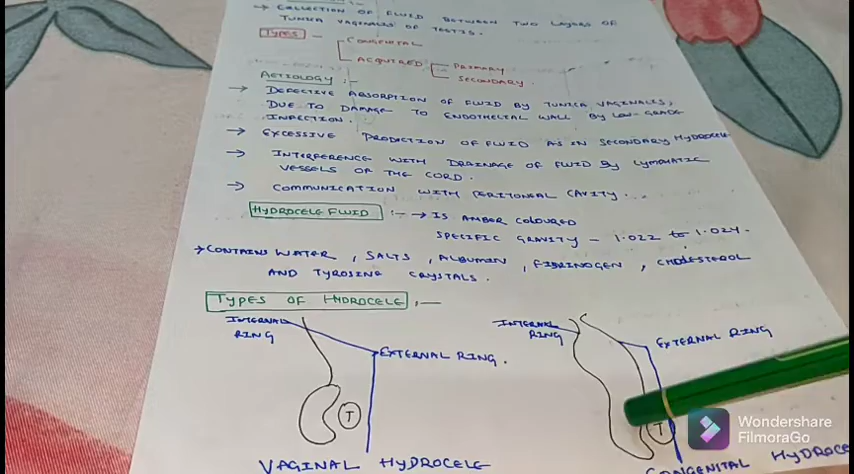 → COLLECTION OF FLUID BETWEEN TWO LAYERS OF
TUNICA VAGINALES OF TESTIS.
TYPES — CONGENITAL
ACQUIRED PRIMARY
SECONDARY.
AETIOLOGY :-
→ DEFECTIVE ABSORPTION OF FLUID BY TUNICA VAGINALIS,
DUE TO DAMAGE TO ENDOTHELIAL WALL BY LOW-GRADE
INFECTION.
→ EXCESSIVE PRODUCTION OF FLUID AS IN SECONDARY HYDROCELE
→ INTERFERENCE WITH DRAINAGE OF FLUID BY LYMPHATIC
VESSELS OF THE CORD.
→ COMMUNICATION WITH PERITONEAL CAVITY.
HYDROCELE FLUID :- → IS AMBER COLOURED
SPECIFIC GRAVITY - 1.022 to 1.024.
→ CONTAINS WATER, SALTS, ALBUMAN, FIBRINOGEN, CHOLESTEROL
AND TYROSINE CRYSTALS.
TYPES OF HYDROCELE :-
INTERNAL
RING
EXTERNAL RING.
T
VAGINAL HYDROCELE
INTERNAL
RING
EXTERNAL RING
T
CONGENITAL HYDROCE
Wondershare
FilmoraGo